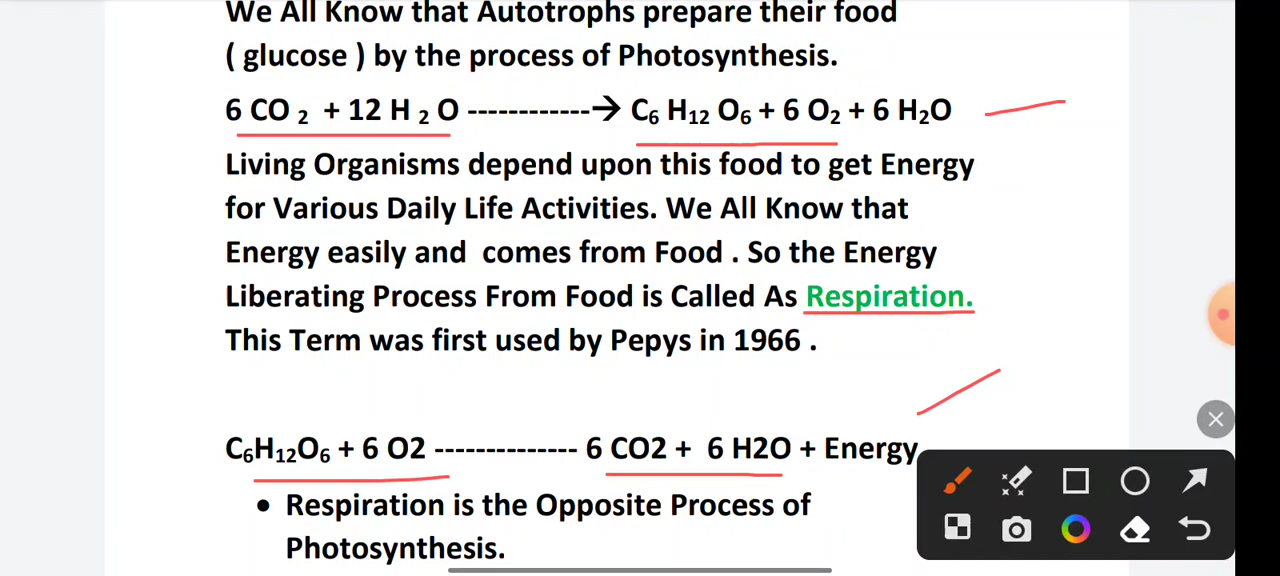 We All Know that Autotrophs prepare their food
( glucose ) by the process of Photosynthesis.
6 CO 2 + 12 H 2 O ------------→ C6 H12 O6 + 6 O2 + 6 H2O
Living Organisms depend upon this food to get Energy
for Various Daily Life Activities. We All Know that
Energy easily and comes from Food . So the Energy
Liberating Process From Food is Called As Respiration.
This Term was first used by Pepys in 1966 .
C6H12O6 + 6 O2 -------------- 6 CO2 + 6 H2O + Energy
• Respiration is the Opposite Process of
Photosynthesis.